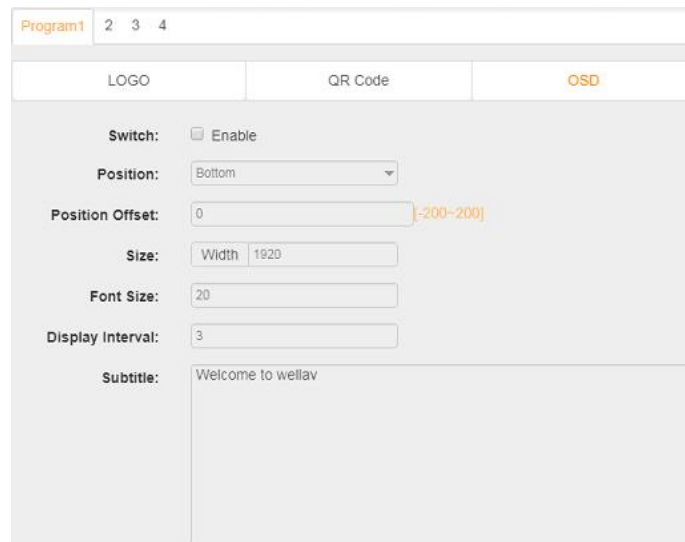 Program1 2 3 4
LOGO QR Code OSD
Switch: Enable
Position: Bottom
Position Offset: 0 [-200~200]
Size: Width 1920
Font Size: 20
Display Interval: 3
Subtitle: Welcome to wellav